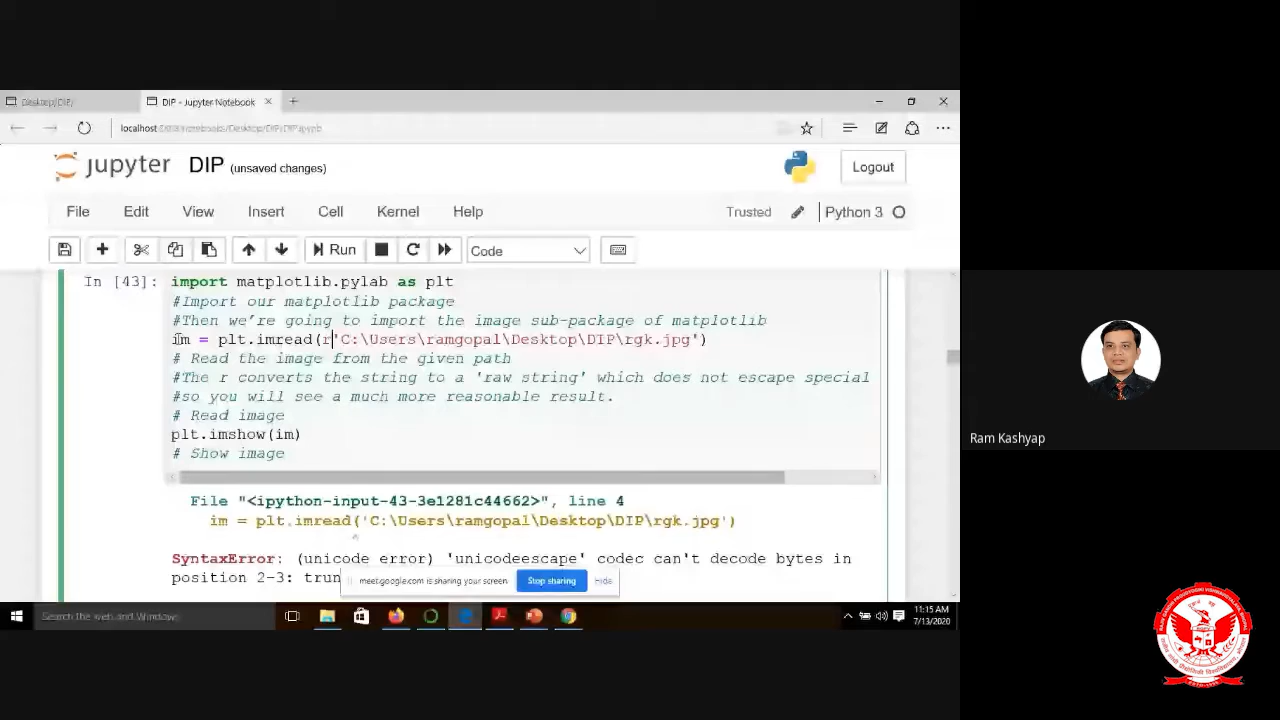 Desktop/DIP/
DIP - Jupyter Notebook
jupyter DIP (unsaved changes)
Logout
File Edit View Insert Cell Kernel Help
Trusted Python 3
Run Code
In [43]: import matplotlib.pylab as plt
#Import our matplotlib package
#Then we're going to import the image sub-package of matplotlib
im = plt.imread(r'C:\Users\ramgopal\Desktop\DIP\rgk.jpg')
# Read the image from the given path
#The r converts the string to a 'raw string' which does not escape special
#so you will see a much more reasonable result.
# Read image
plt.imshow(im)
# Show image
File "<ipython-input-43-3e1281c44662>", line 4
im = plt.imread('C:\Users\ramgopal\Desktop\DIP\rgk.jpg')
^
SyntaxError: (unicode error) 'unicodeescape' codec can't decode bytes in
position 2-3: trun
meet.google.com is sharing your screen Stop sharing Hide
Search the web and Windows
11:15 AM
7/13/2020
Ram Kashyap